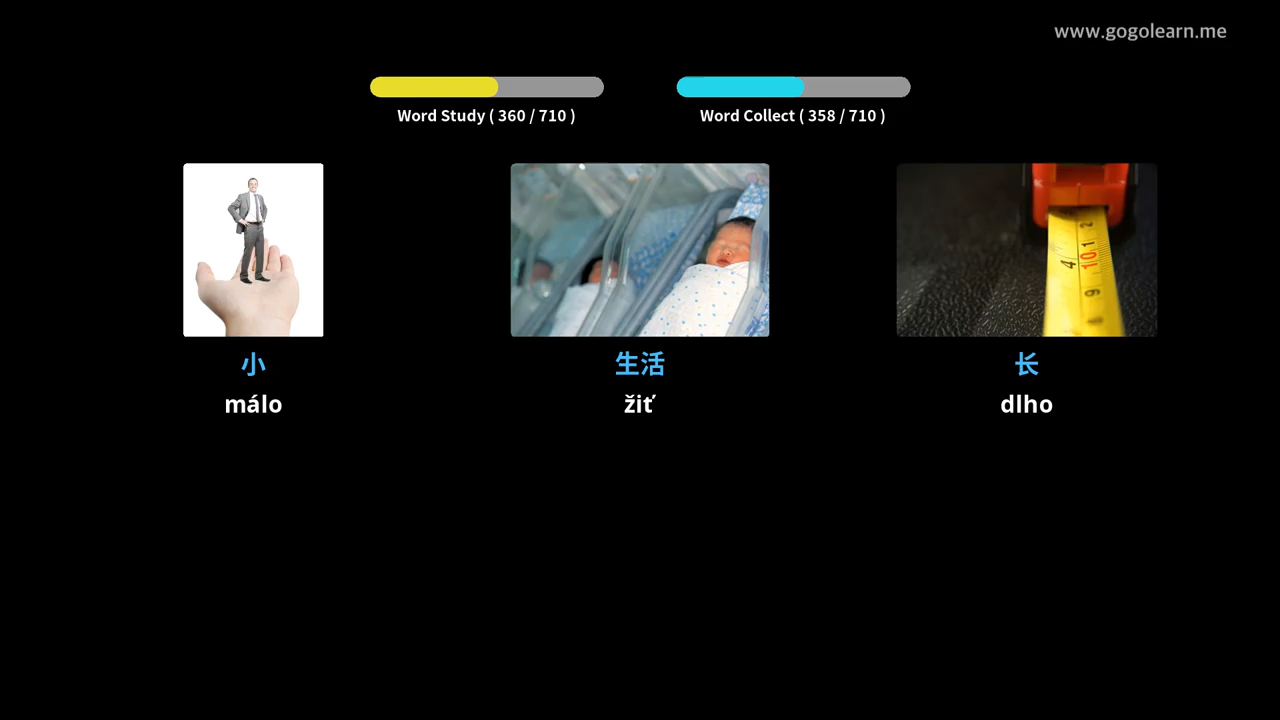 www.gogolearn.me
Word Study ( 360 / 710 )
Word Collect ( 358 / 710 )
小
málo
生活
žiť
长
dlho